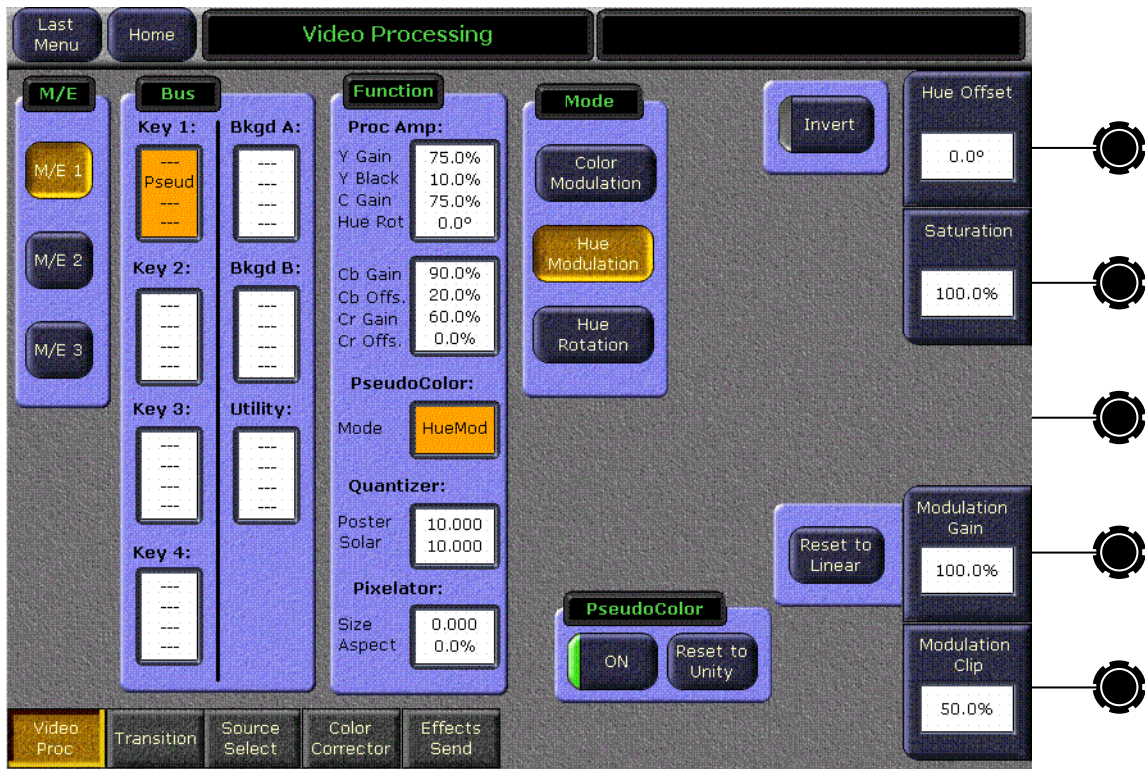 Last Menu
Home
Video Processing
M/E
M/E 1
M/E 2
M/E 3
Bus
Key 1:
---
Pseud
---
---
Bkgd A:
---
---
---
---
Key 2:
---
---
---
---
Bkgd B:
---
---
---
---
Key 3:
---
---
---
---
Utility:
---
---
---
---
Key 4:
---
---
---
---
Function
Proc Amp:
Y Gain 75.0%
Y Black 10.0%
C Gain 75.0%
Hue Rot 0.0°
Cb Gain 90.0%
Cb Offs. 20.0%
Cr Gain 60.0%
Cr Offs. 0.0%
PseudoColor:
Mode HueMod
Quantizer:
Poster 10.000
Solar 10.000
Pixelator:
Size 0.000
Aspect 0.0%
Mode
Color
Modulation
Hue
Modulation
Hue
Rotation
Invert
Hue Offset
0.0°
Saturation
100.0%
Reset to
Linear
Modulation
Gain
100.0%
Modulation
Clip
50.0%
PseudoColor
ON
Reset to
Unity
Video
Proc
Transition
Source
Select
Color
Corrector
Effects
Send